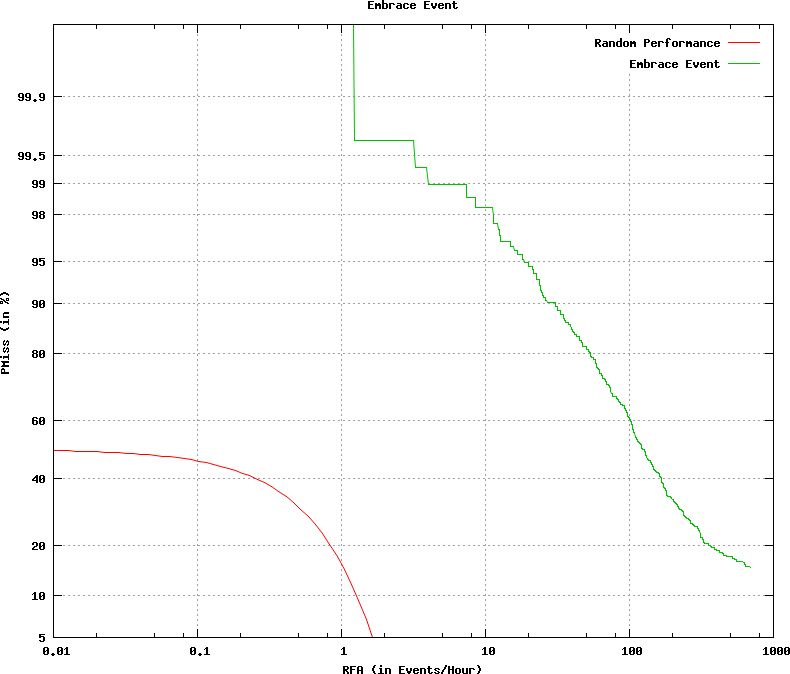 Embrace Event
Random Performance
Embrace Event
99.9
99.5
99
98
95
90
80
60
40
20
10
5
PMiss (in %)
0.01 0.1 1 10 100 1000
RFA (in Events/Hour)